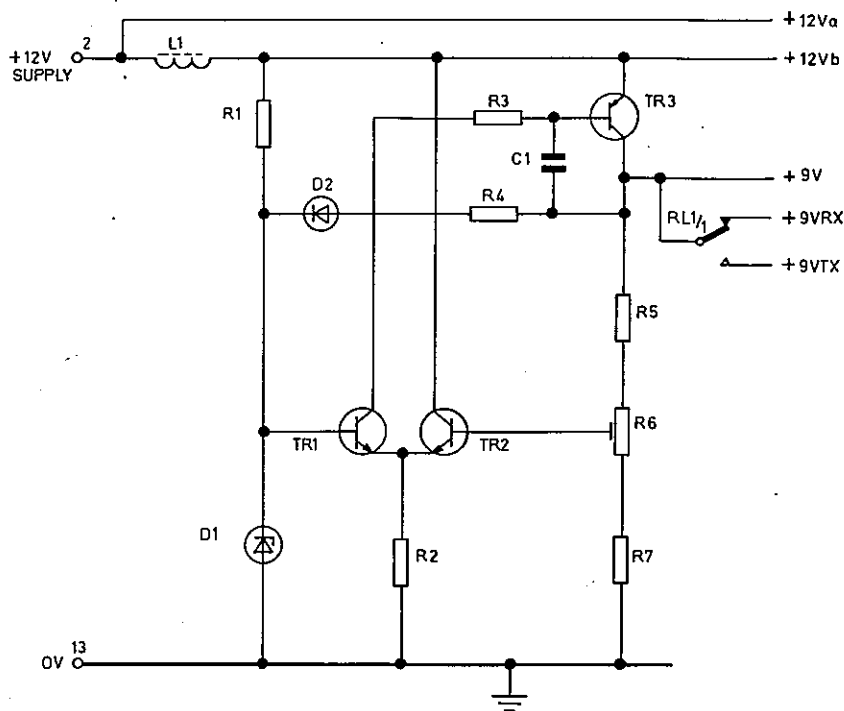 +12Va
2
L1
+12V
SUPPLY
+12Vb
R1
R3
TR3
C1
D2
R4
+9V
RL1/1
+9VRX
+9VTX
R5
R6
TR1
TR2
D1
R2
R7
13
0V